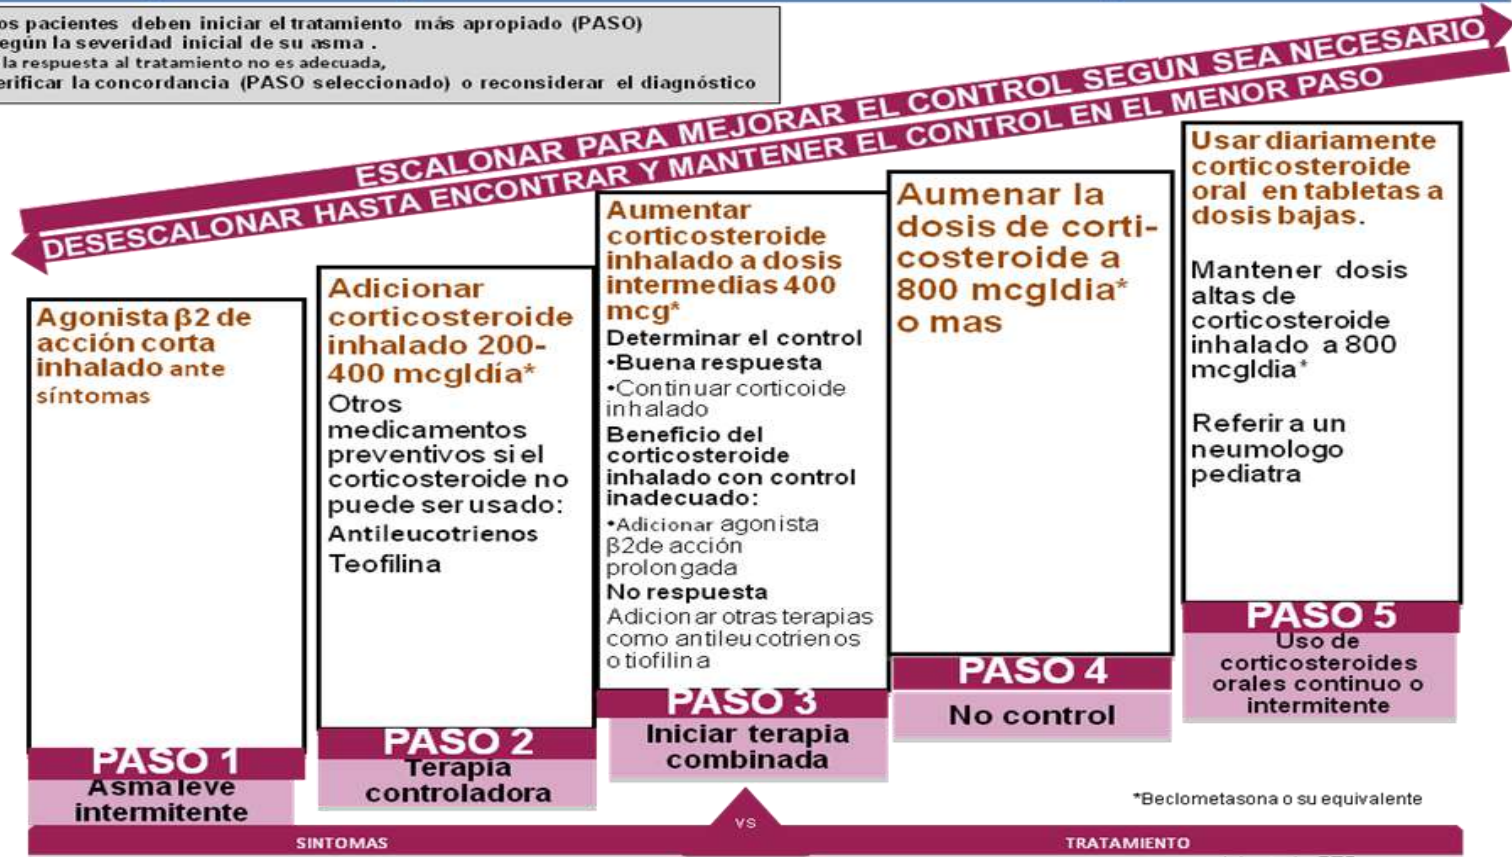 os pacientes deben iniciar el tratamiento más apropiado (PASO)
egún la severidad inicial de su asma .
la respuesta al tratamiento no es adecuada,
erificar la concordancia (PASO seleccionado) o reconsiderar el diagnóstico
ESCALONAR PARA MEJORAR EL CONTROL SEGÚN SEA NECESARIO
DESESCALONAR HASTA ENCONTRAR Y MANTENER EL CONTROL EN EL MENOR PASO
Agonista β2 de
acción corta
inhalado ante
síntomas
PASO 1
Asma leve
intermitente
Adicionar
corticosteroide
inhalado 200-
400 mcgldía*
Otros
medicamentos
preventivos si el
corticosteroide no
puede ser usado:
Antileucotrienos
Teofilina
PASO 2
Terapia
controladora
Aumentar
corticosteroide
inhalado a dosis
intermedias 400
mcg*
Determinar el control
•Buena respuesta
•Continuar corticoide
inhalado
Beneficio del
corticosteroide
inhalado con control
inadecuado:
•Adicionar agonista
β2de acción
prolongada
No respuesta
Adicionar otras terapias
como antileucotrienos
o tiofilina
PASO 3
Iniciar terapia
combinada
Aumenar la
dosis de corti-
costeroide a
800 mcgldia*
o mas
PASO 4
No control
Usar diariamente
corticosteroide
oral en tabletas a
dosis bajas.
Mantener dosis
altas de
corticosteroide
inhalado a 800
mcgldia*
Referir a un
neumologo
pediatra
PASO 5
Uso de
corticosteroides
orales continuo o
intermitente
*Beclometasona o su equivalente
vs
SINTOMAS
TRATAMIENTO